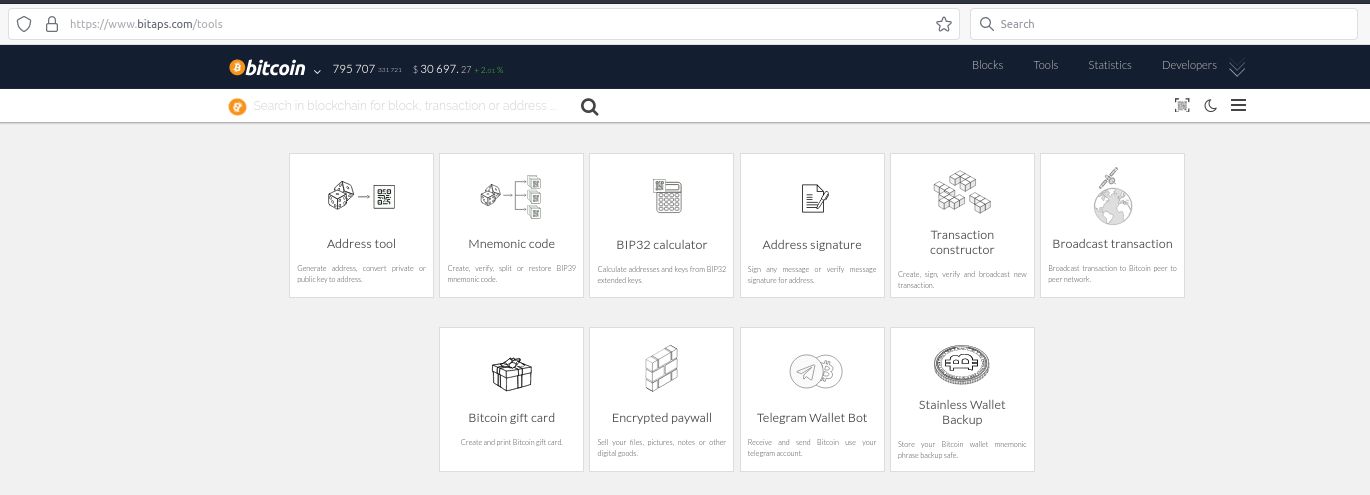 https://www.bitaps.com/tools
Search
bitcoin 795 707 331 721 $ 30 697. 27 + 2.61 %
Blocks Tools Statistics Developers
Search in blockchain for block, transaction or address ...
Address tool
Generate address, convert private or
public key to address.
Mnemonic code
Create, verify, split or restore BIP39
mnemonic code.
BIP32 calculator
Calculate addresses and keys from BIP32
extended keys
Address signature
Sign any message or verify message
signature for address.
Transaction
constructor
Create, sign, verify and broadcast new
transaction.
Broadcast transaction
Broadcast transaction to Bitcoin peer to
peer network.
Bitcoin gift card
Create and print Bitcoin gift card.
Encrypted paywall
Sell your files, pictures, notes or other
digital goods.
Telegram Wallet Bot
Receive and send Bitcoin use your
telegram account.
Stainless Wallet
Backup
Store your Bitcoin wallet mnemonic
phrase backup safe.